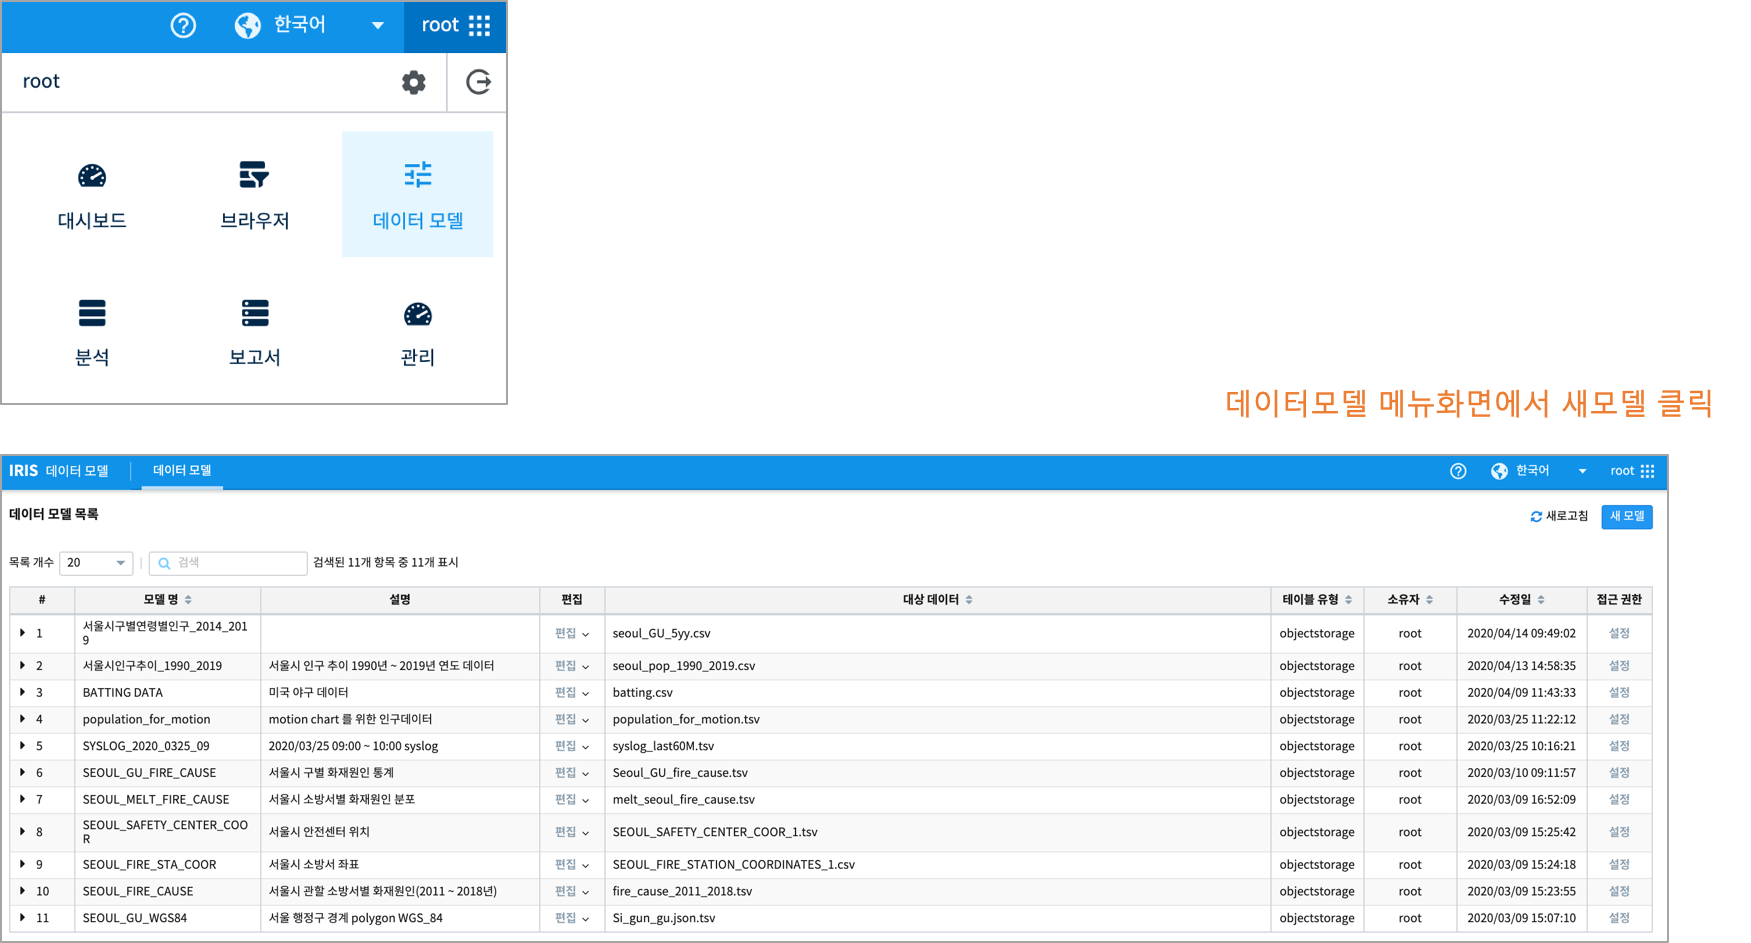 한국어 root
root
대시보드 브라우저 데이터 모델
분석 보고서 관리
데이터모델 메뉴화면에서 새모델 클릭
IRIS 데이터 모델 데이터 모델 한국어 root
데이터 모델 목록 새로고침 새 모델
목록 개수 20 검색 검색된 11개 항목 중 11개 표시
# 모델 명 설명 편집 대상 데이터 테이블 유형 소유자 수정일 접근 권한
1 서울시구별연령별인구_2014_201
9 편집 seoul_GU_5yy.csv objectstorage root 2020/04/14 09:49:02 설정
2 서울시인구추이_1990_2019 서울시 인구 추이 1990년 ~ 2019년 연도 데이터 편집 seoul_pop_1990_2019.csv objectstorage root 2020/04/13 14:58:35 설정
3 BATTING DATA 미국 야구 데이터 편집 batting.csv objectstorage root 2020/04/09 11:43:33 설정
4 population_for_motion motion chart 를 위한 인구데이터 편집 population_for_motion.tsv objectstorage root 2020/03/25 11:22:12 설정
5 SYSLOG_2020_0325_09 2020/03/25 09:00 ~ 10:00 syslog 편집 syslog_last60M.tsv objectstorage root 2020/03/25 10:16:21 설정
6 SEOUL_GU_FIRE_CAUSE 서울시 구별 화재원인 통계 편집 Seoul_GU_fire_cause.tsv objectstorage root 2020/03/10 09:11:57 설정
7 SEOUL_MELT_FIRE_CAUSE 서울시 소방서별 화재원인 분포 편집 melt_seoul_fire_cause.tsv objectstorage root 2020/03/09 16:52:09 설정
8 SEOUL_SAFETY_CENTER_COO
R 서울시 안전센터 위치 편집 SEOUL_SAFETY_CENTER_COOR_1.tsv objectstorage root 2020/03/09 15:25:42 설정
9 SEOUL_FIRE_STA_COOR 서울시 소방서 좌표 편집 SEOUL_FIRE_STATION_COORDINATES_1.csv objectstorage root 2020/03/09 15:24:18 설정
10 SEOUL_FIRE_CAUSE 서울시 관할 소방서별 화재원인(2011 ~ 2018년) 편집 fire_cause_2011_2018.tsv objectstorage root 2020/03/09 15:23:55 설정
11 SEOUL_GU_WGS84 서울 행정구 경계 polygon WGS_84 편집 Si_gun_gu.json.tsv objectstorage root 2020/03/09 15:07:10 설정